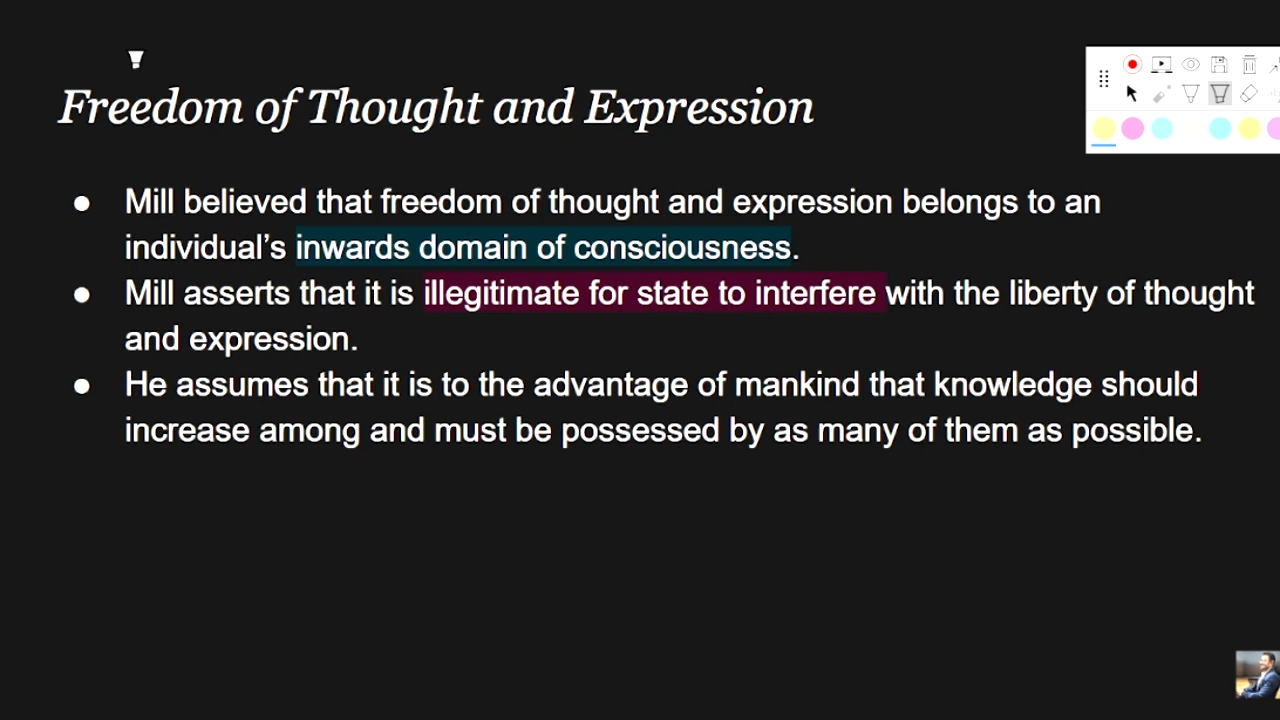 Freedom of Thought and Expression
● Mill believed that freedom of thought and expression belongs to an
individual’s inwards domain of consciousness.
● Mill asserts that it is illegitimate for state to interfere with the liberty of thought
and expression.
● He assumes that it is to the advantage of mankind that knowledge should
increase among and must be possessed by as many of them as possible.